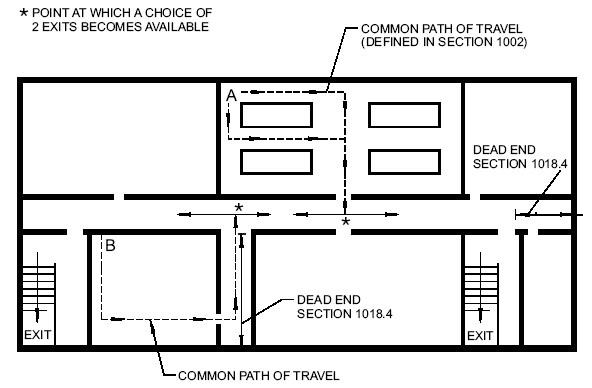 * POINT AT WHICH A CHOICE OF
2 EXITS BECOMES AVAILABLE
COMMON PATH OF TRAVEL
(DEFINED IN SECTION 1002)
A
DEAD END
SECTION 1018.4
*
*
B
DEAD END
SECTION 1018.4
EXIT
EXIT
COMMON PATH OF TRAVEL